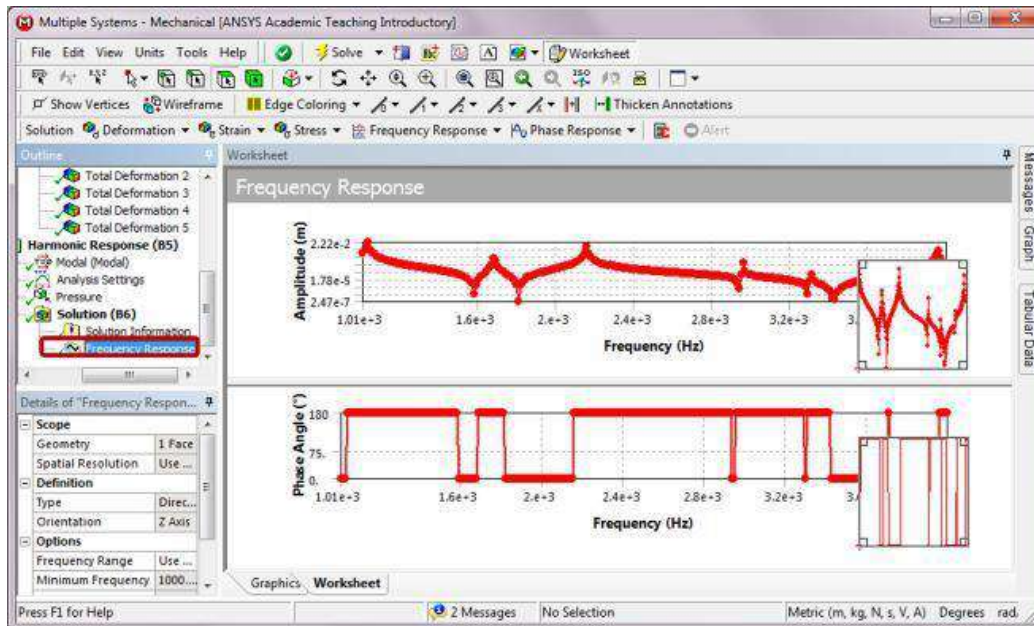 Multiple Systems - Mechanical [ANSYS Academic Teaching Introductory]
File Edit View Units Tools Help Solve Worksheet
Show Vertices Wireframe Edge Coloring Thicken Annotations
Solution Deformation Strain Stress Frequency Response Phase Response Alert
Outline
Total Deformation 2
Total Deformation 3
Total Deformation 4
Total Deformation 5
Harmonic Response (B5)
Modal (Modal)
Analysis Settings
Pressure
Solution (B6)
Solution Information
Frequency Response
Details of "Frequency Respon...
Scope
Geometry 1 Face
Spatial Resolution Use ...
Definition
Type Direc...
Orientation Z Axis
Options
Frequency Range Use ...
Minimum Frequency 1000....
Worksheet
Frequency Response
Amplitude (m)
2.22e-2
1.78e-5
2.47e-7
1.01e+3 1.6e+3 2.e+3 2.4e+3 2.8e+3 3.2e+3 3.
Frequency (Hz)
Phase Angle (°)
180
75.
0.
1.01e+3 1.6e+3 2.e+3 2.4e+3 2.8e+3 3.2e+3
Frequency (Hz)
Graphics Worksheet
Messages
Graph
Tabular Data
Press F1 for Help 2 Messages No Selection Metric (m, kg, N, s, V, A) Degrees rad